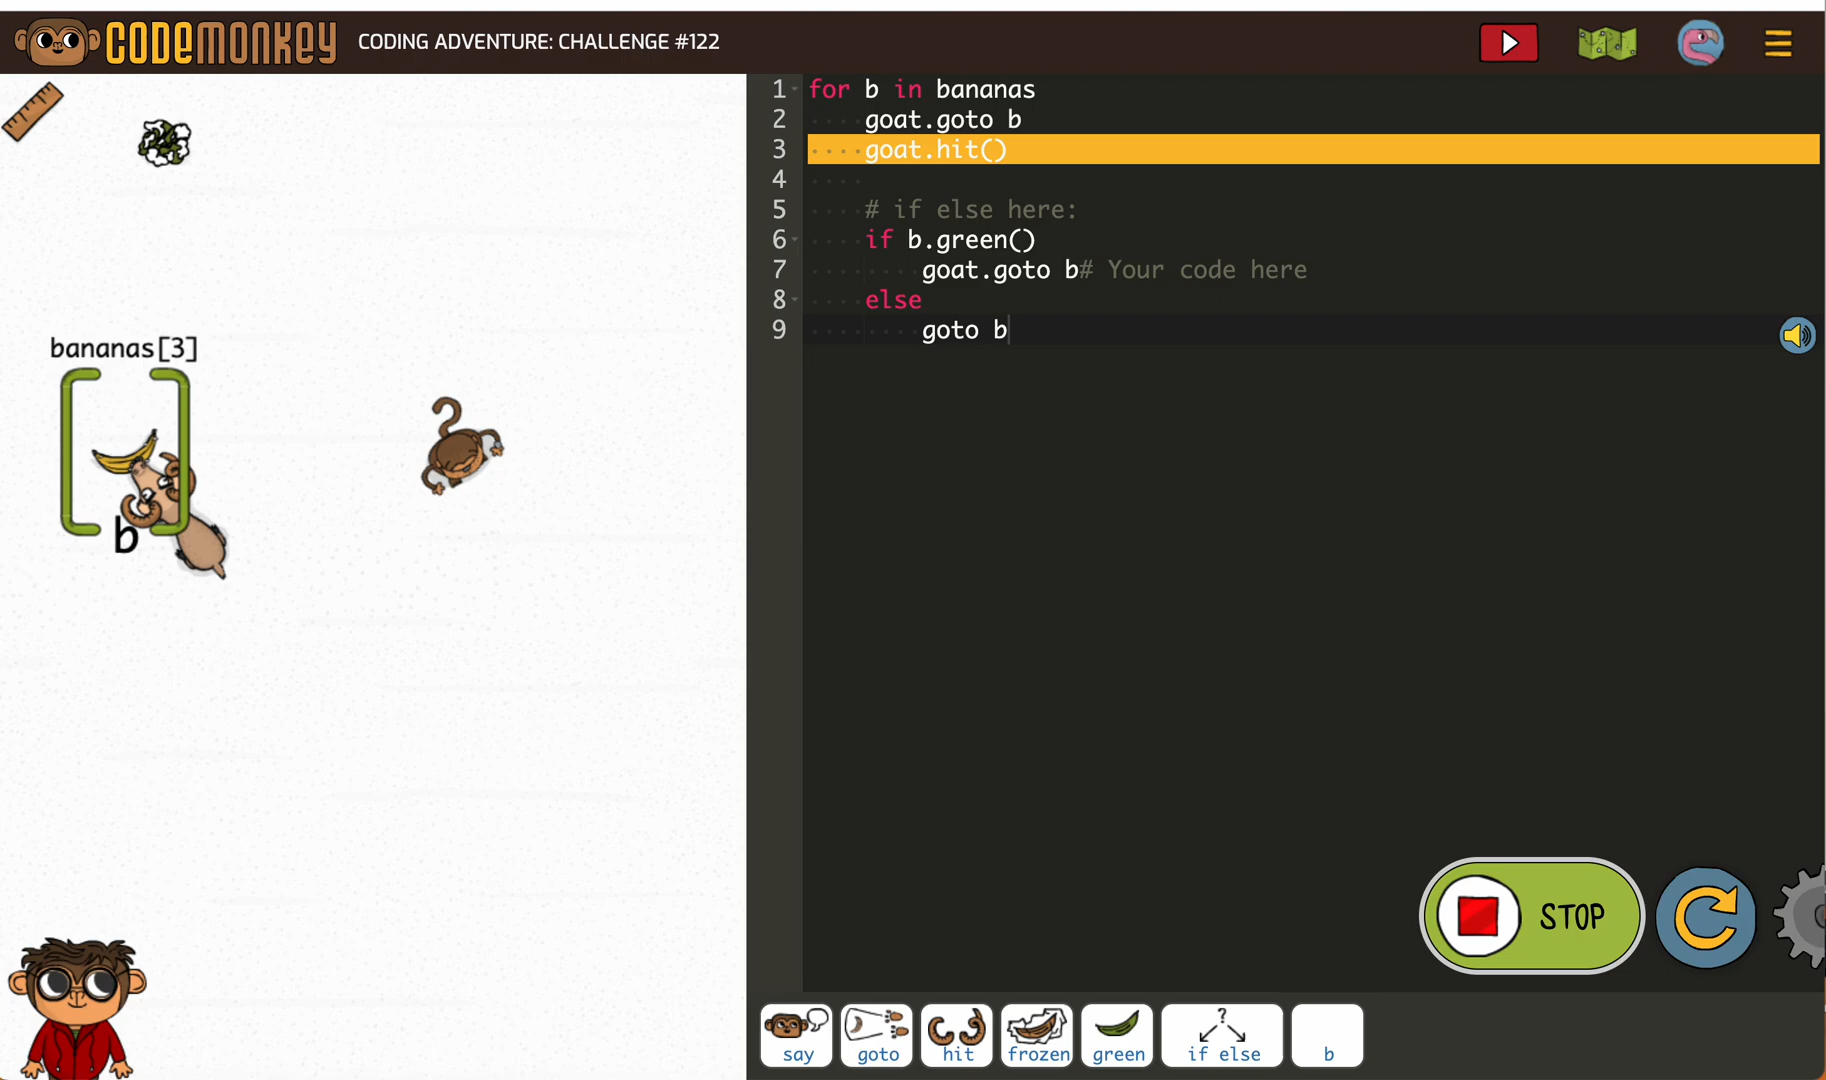 CODEMONKEY CODING ADVENTURE: CHALLENGE #122
bananas[3]
b
1 for b in bananas
2 goat.goto b
3 goat.hit()
4
5 # if else here:
6 if b.green()
7 goat.goto b# Your code here
8 else
9 goto b
STOP
say goto hit frozen green if else b
?